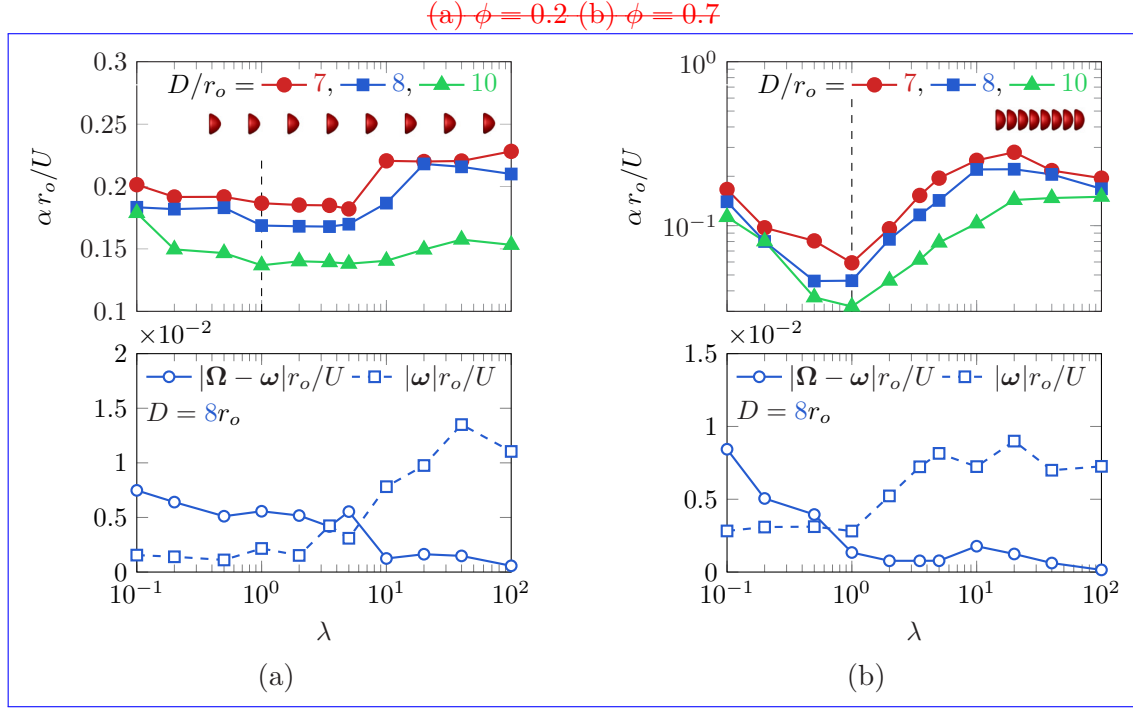 (a) ϕ = 0.2 (b) ϕ = 0.7
D/r_o = 7, 8, 10
α r_o/U
0.3
0.25
0.2
0.15
0.1
D/r_o = 7, 8, 10
α r_o/U
10^0
10^−1
×10^−2
|Ω − ω|r_o/U |ω|r_o/U
D = 8r_o
2
1.5
1
0.5
0
10^−1 10^0 10^1 10^2
λ
(a)
×10^−2
|Ω − ω|r_o/U |ω|r_o/U
D = 8r_o
1.5
1
0.5
0
10^−1 10^0 10^1 10^2
λ
(b)